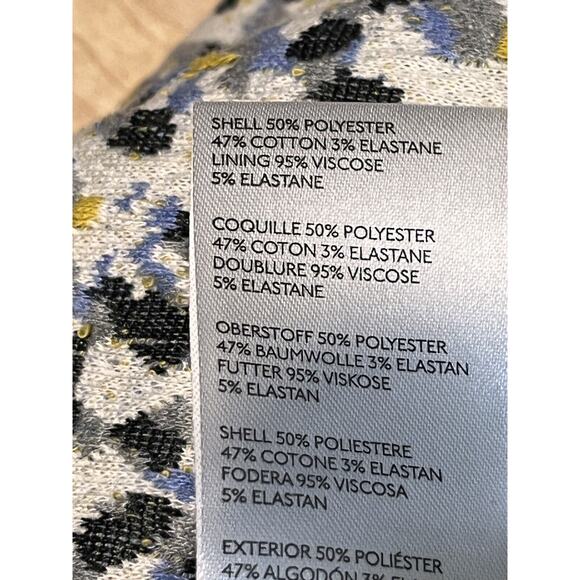 SHELL 50% POLYESTER
47% COTTON 3% ELASTANE
LINING 95% VISCOSE
5% ELASTANE
COQUILLE 50% POLYESTER
47% COTON 3% ELASTANE
DOUBLURE 95% VISCOSE
5% ELASTANE
OBERSTOFF 50% POLYESTER
47% BAUMWOLLE 3% ELASTAN
FUTTER 95% VISKOSE
5% ELASTAN
SHELL 50% POLIESTERE
47% COTONE 3% ELASTAN
FODERA 95% VISCOSA
5% ELASTAN
EXTERIOR 50% POLIÉSTER
47% ALGODÓN 3%